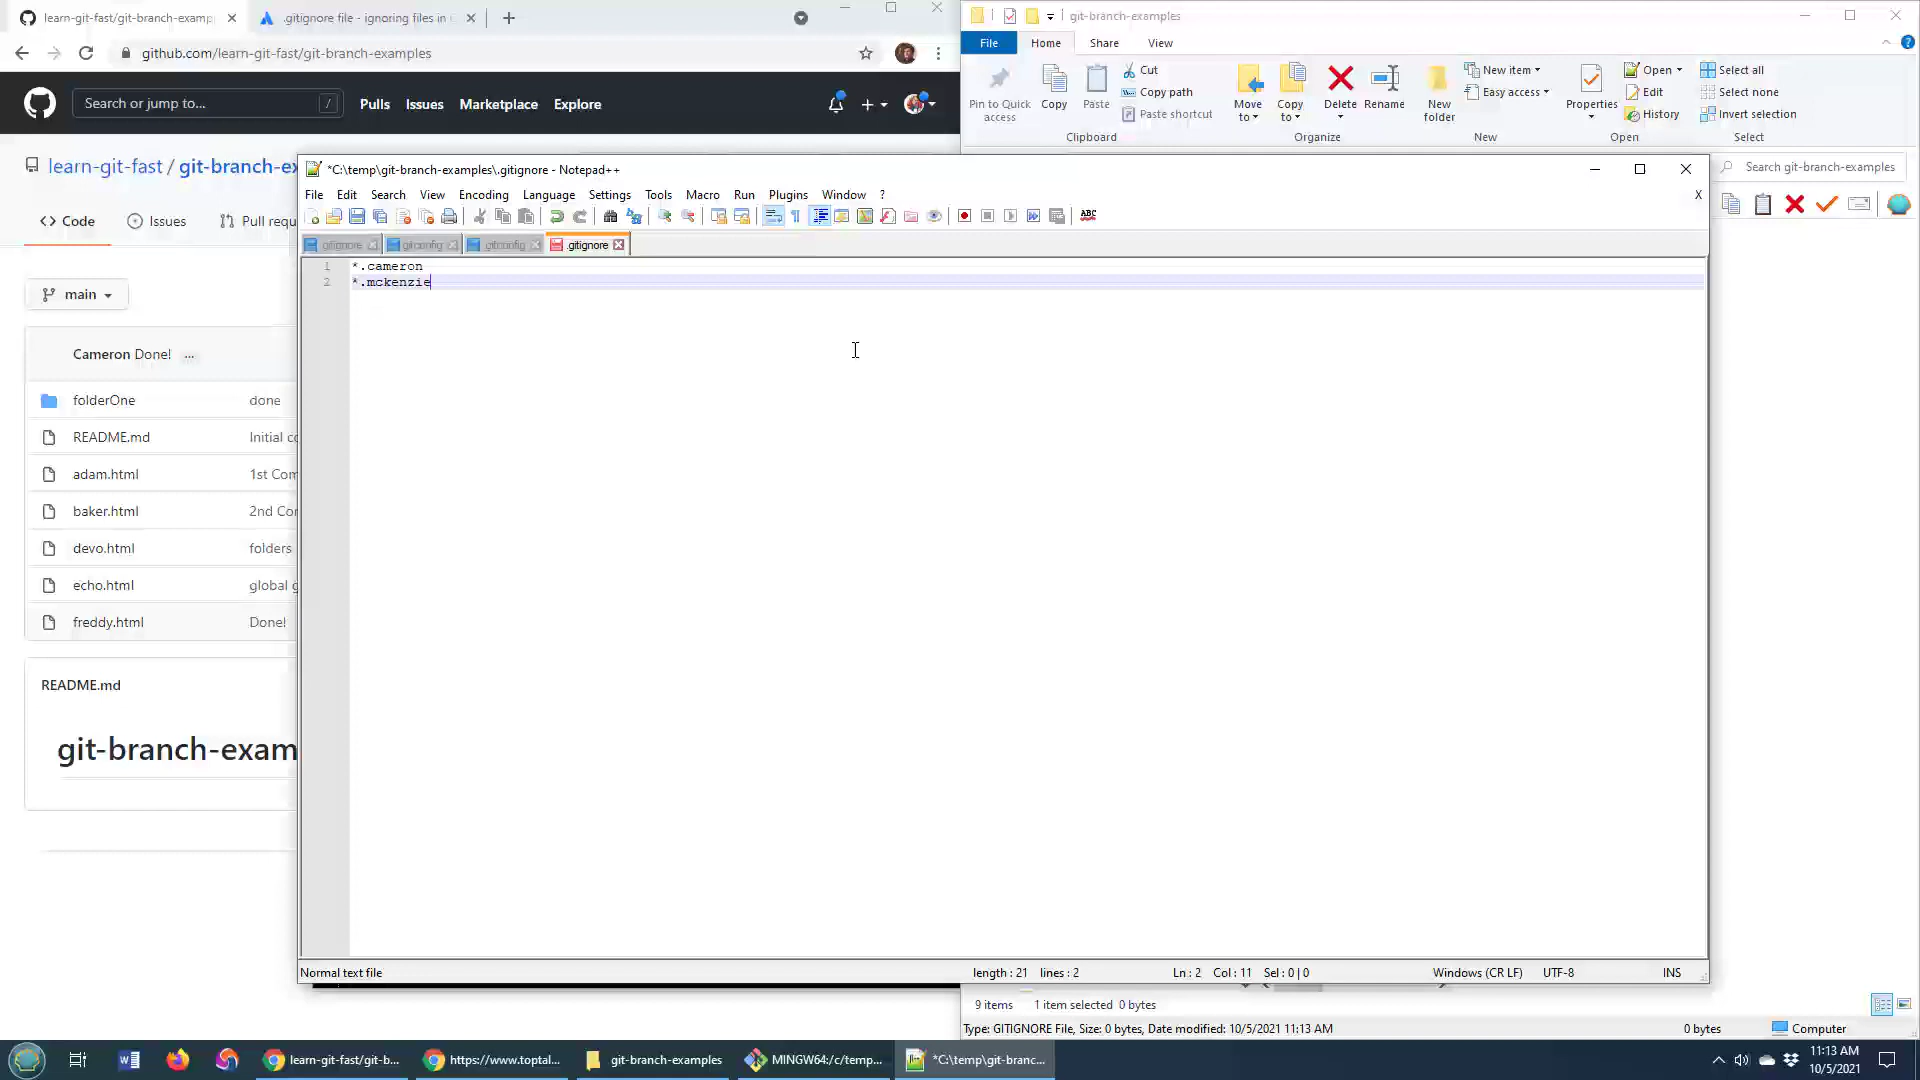 learn-git-fast/git-branch-examp
.gitignore file - ignoring files in
github.com/learn-git-fast/git-branch-examples
Search or jump to...
/
Pulls
Issues
Marketplace
Explore
learn-git-fast / git-branch-e
Code
Issues
Pull requ
main
Cameron Done!
...
folderOne
done
README.md
Initial co
adam.html
1st Com
baker.html
2nd Cor
devo.html
folders
echo.html
global g
freddy.html
Done!
README.md
git-branch-exam
git-branch-examples
File
Home
Share
View
Pin to Quick access
Copy
Paste
Cut
Copy path
Paste shortcut
Clipboard
Move to
Copy to
Delete
Rename
Organize
New folder
New item
Easy access
New
Properties
Open
Edit
History
Open
Select all
Select none
Invert selection
Select
Search git-branch-examples
*C:\temp\git-branch-examples\.gitignore - Notepad++
File
Edit
Search
View
Encoding
Language
Settings
Tools
Macro
Run
Plugins
Window
?
X
ABC
.gitignore
.gitconfig
.gitconfig
.gitignore
1
*.cameron
2
*.mckenzie
Normal text file
length : 21
lines : 2
Ln : 2
Col : 11
Sel : 0 | 0
Windows (CR LF)
UTF-8
INS
9 items
1 item selected 0 bytes
Type: GITIGNORE File, Size: 0 bytes, Date modified: 10/5/2021 11:13 AM
0 bytes
Computer
learn-git-fast/git-b...
https://www.toptal...
git-branch-examples
MINGW64:/c/temp...
*C:\temp\git-branc...
11:13 AM
10/5/2021